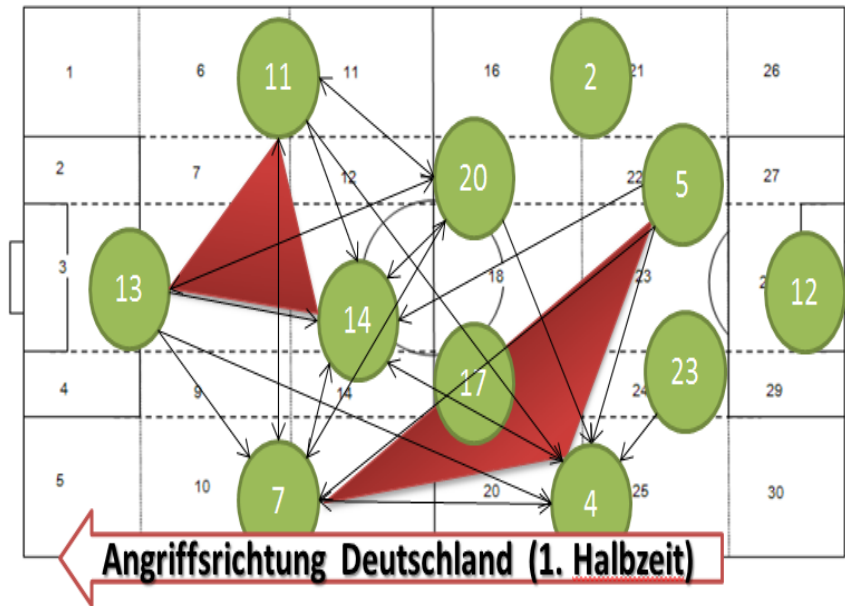 1 6 11 11 16 2 21 26
2 7 12 20 22 5 27
3 13 14 18 23 12
4 9 14 17 24 23 29
5 10 7 20 4 25 30
Angriffsrichtung Deutschland (1. Halbzeit)